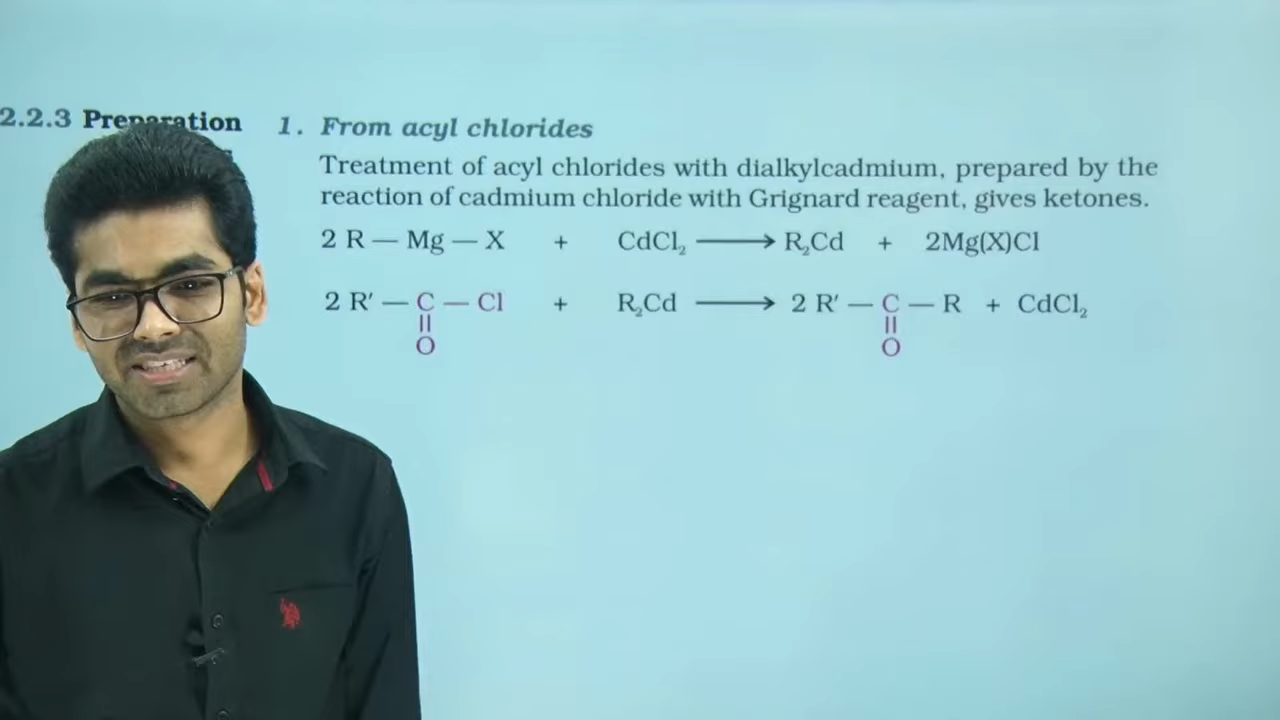 2.2.3 Preparation
1. From acyl chlorides
Treatment of acyl chlorides with dialkylcadmium, prepared by the
reaction of cadmium chloride with Grignard reagent, gives ketones.
2 R — Mg — X + CdCl₂ ⟶ R₂Cd + 2Mg(X)Cl
2 R′ — C — Cl + R₂Cd ⟶ 2 R′ — C — R + CdCl₂
|| ||
O O